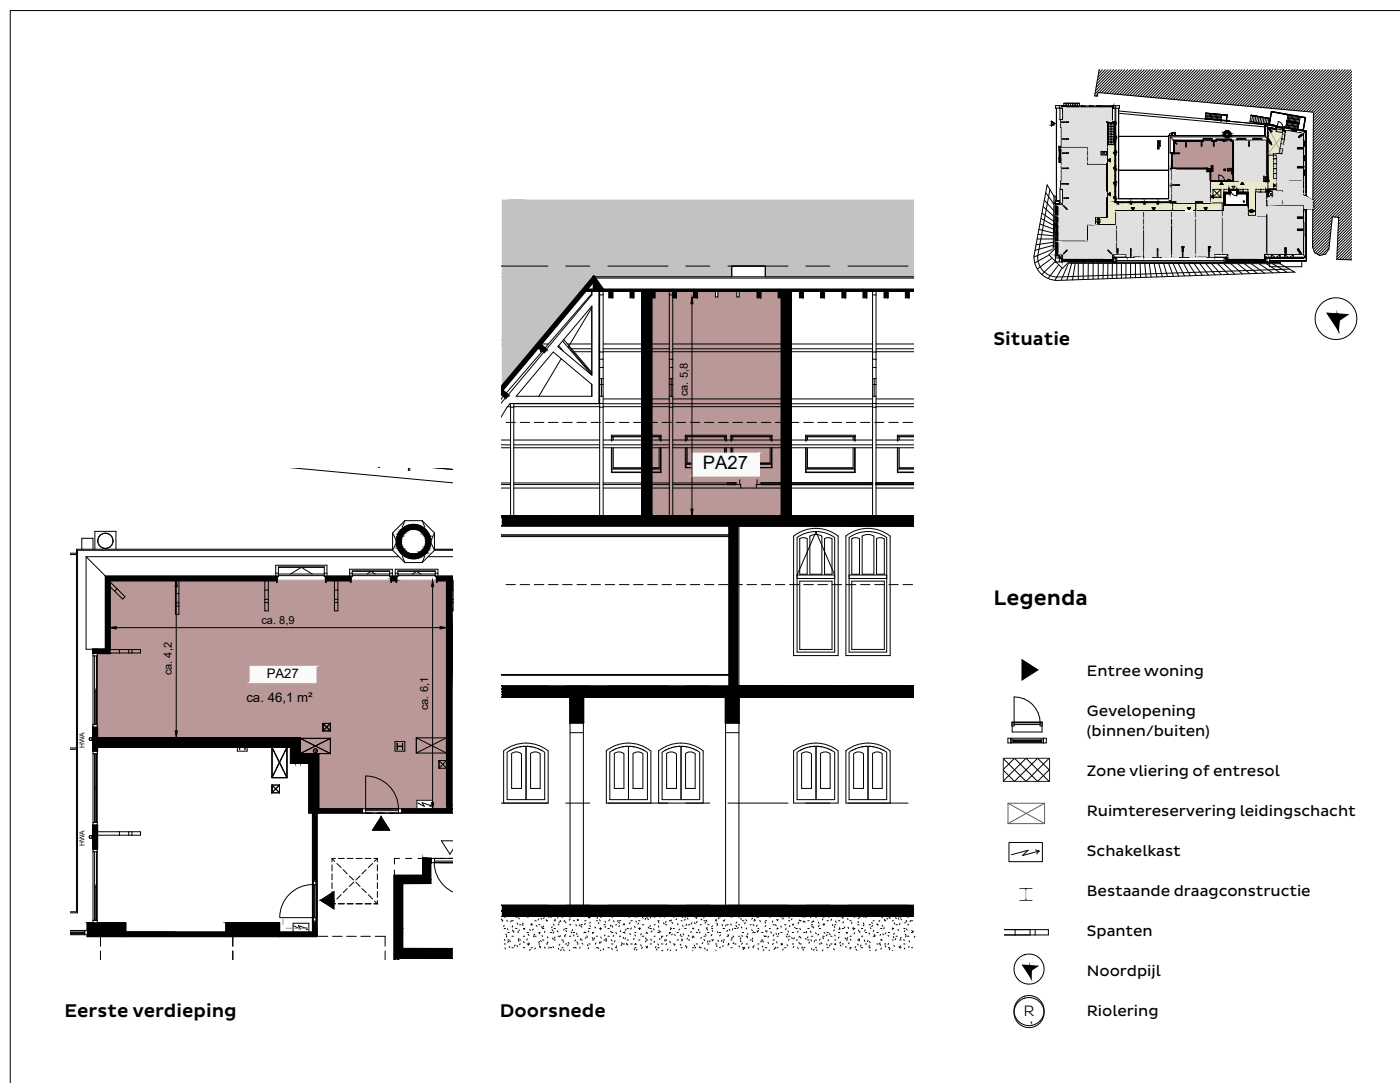 Situatie
ca. 5,8
PA27
ca. 8,9
ca. 4,2
PA27
ca. 46,1 m²
ca. 6,1
HWA
HWA
Eerste verdieping
Doorsnede
Legenda
Entree woning
Gevelopening
(binnen/buiten)
Zone vliering of entresol
Ruimtereservering leidingschacht
Schakelkast
Bestaande draagconstructie
Spanten
Noordpijl
R
Riolering